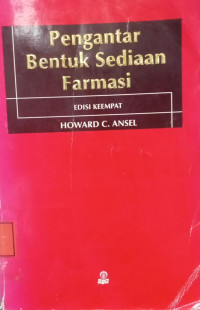 Pengantar
Bentuk Sediaan
Farmasi
EDISI KEEMPAT
HOWARD C. ANSEL